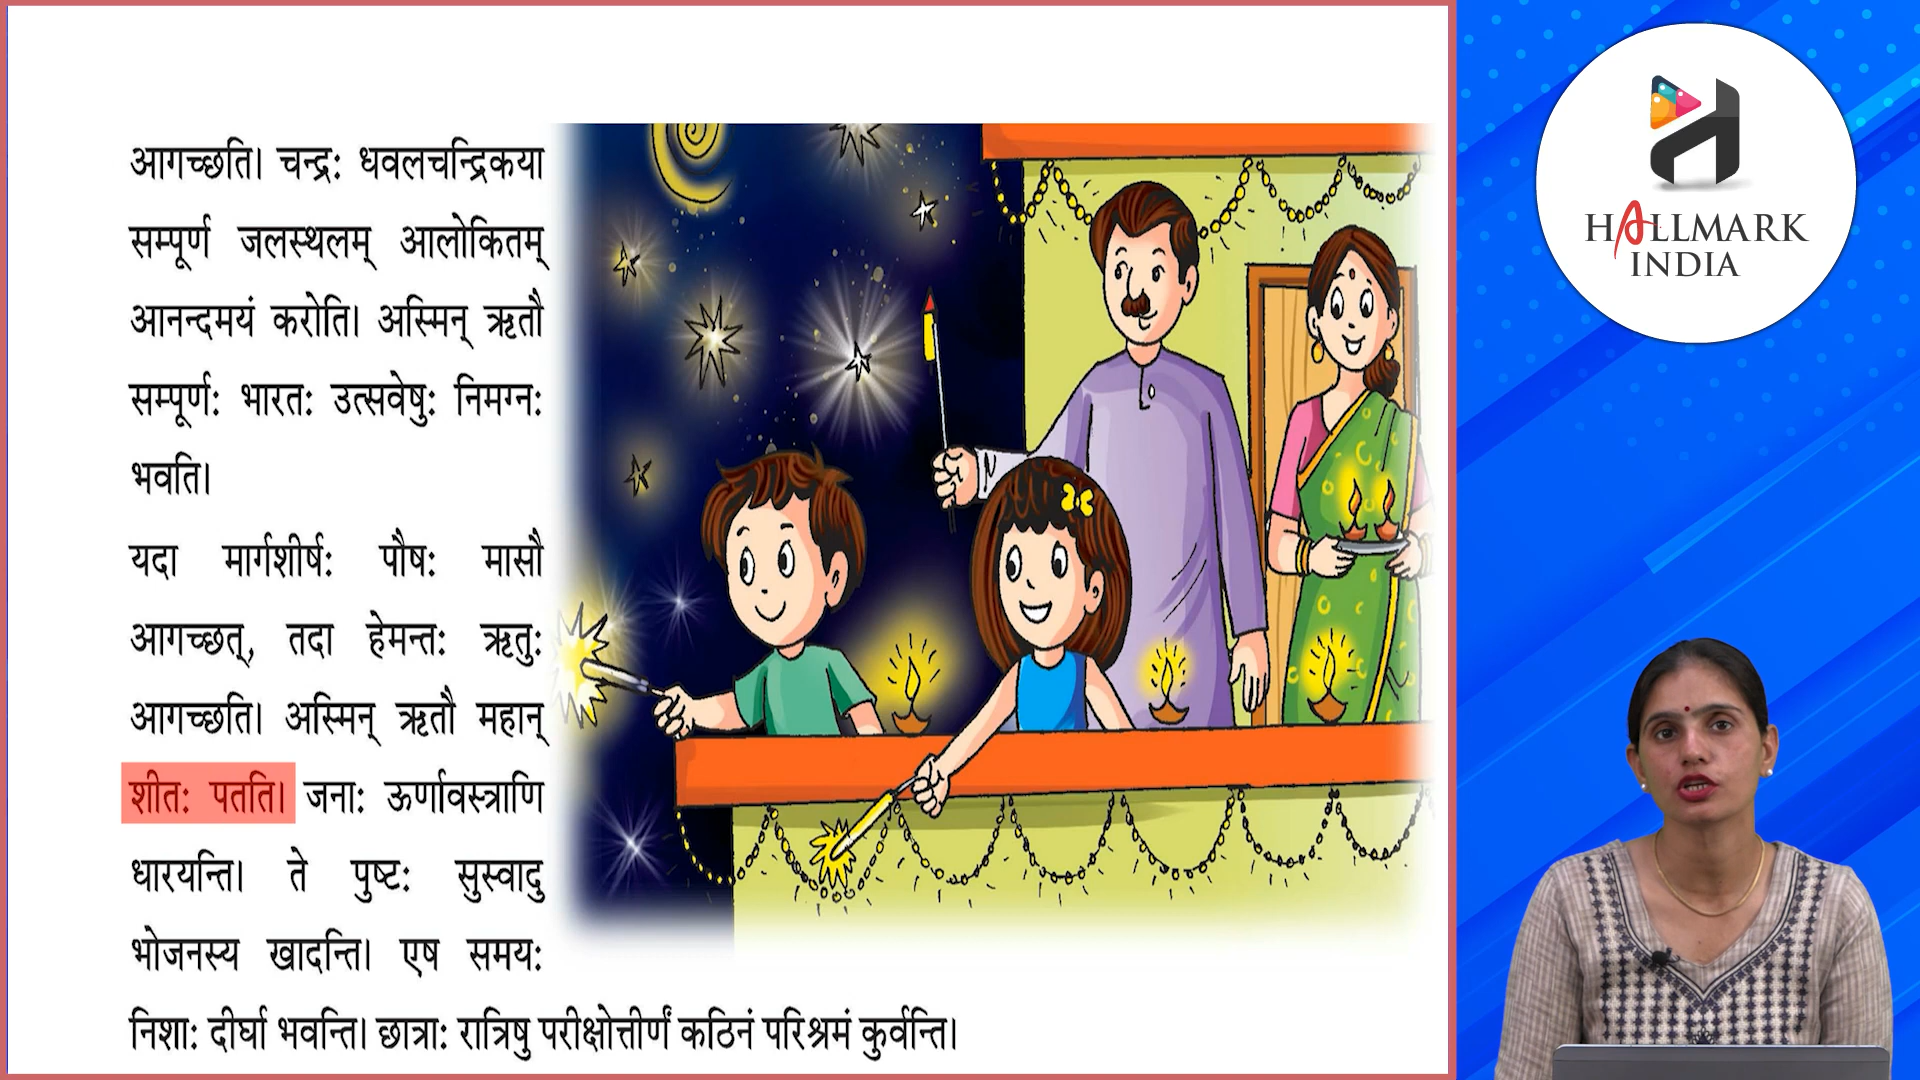 आगच्छति। चन्द्र: धवलचन्द्रिकया
सम्पूर्ण जलस्थलम् आलोकितम्
आनन्दमयं करोति। अस्मिन् ऋतौ
सम्पूर्ण: भारत: उत्सवेषु: निमग्न:
भवति।
यदा मार्गशीर्ष: पौष: मासौ
आगच्छत्, तदा हेमन्त: ऋतु:
आगच्छति। अस्मिन् ऋतौ महान्
शीत: पतति। जना: ऊर्णावस्त्राणि
धारयन्ति। ते पुष्ट: सुस्वादु
भोजनस्य खादन्ति। एष समय:
निशा: दीर्घा भवन्ति। छात्रा: रात्रिषु परीक्षोत्तीर्णं कठिनं परिश्रमं कुर्वन्ति।
HALLMARK
INDIA